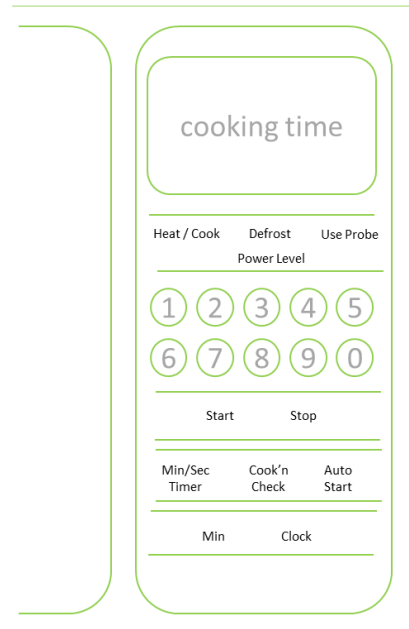 cooking time
Heat / Cook Defrost Use Probe
Power Level
1 2 3 4 5
6 7 8 9 0
Start Stop
Min/Sec Cook’n Auto
Timer Check Start
Min Clock